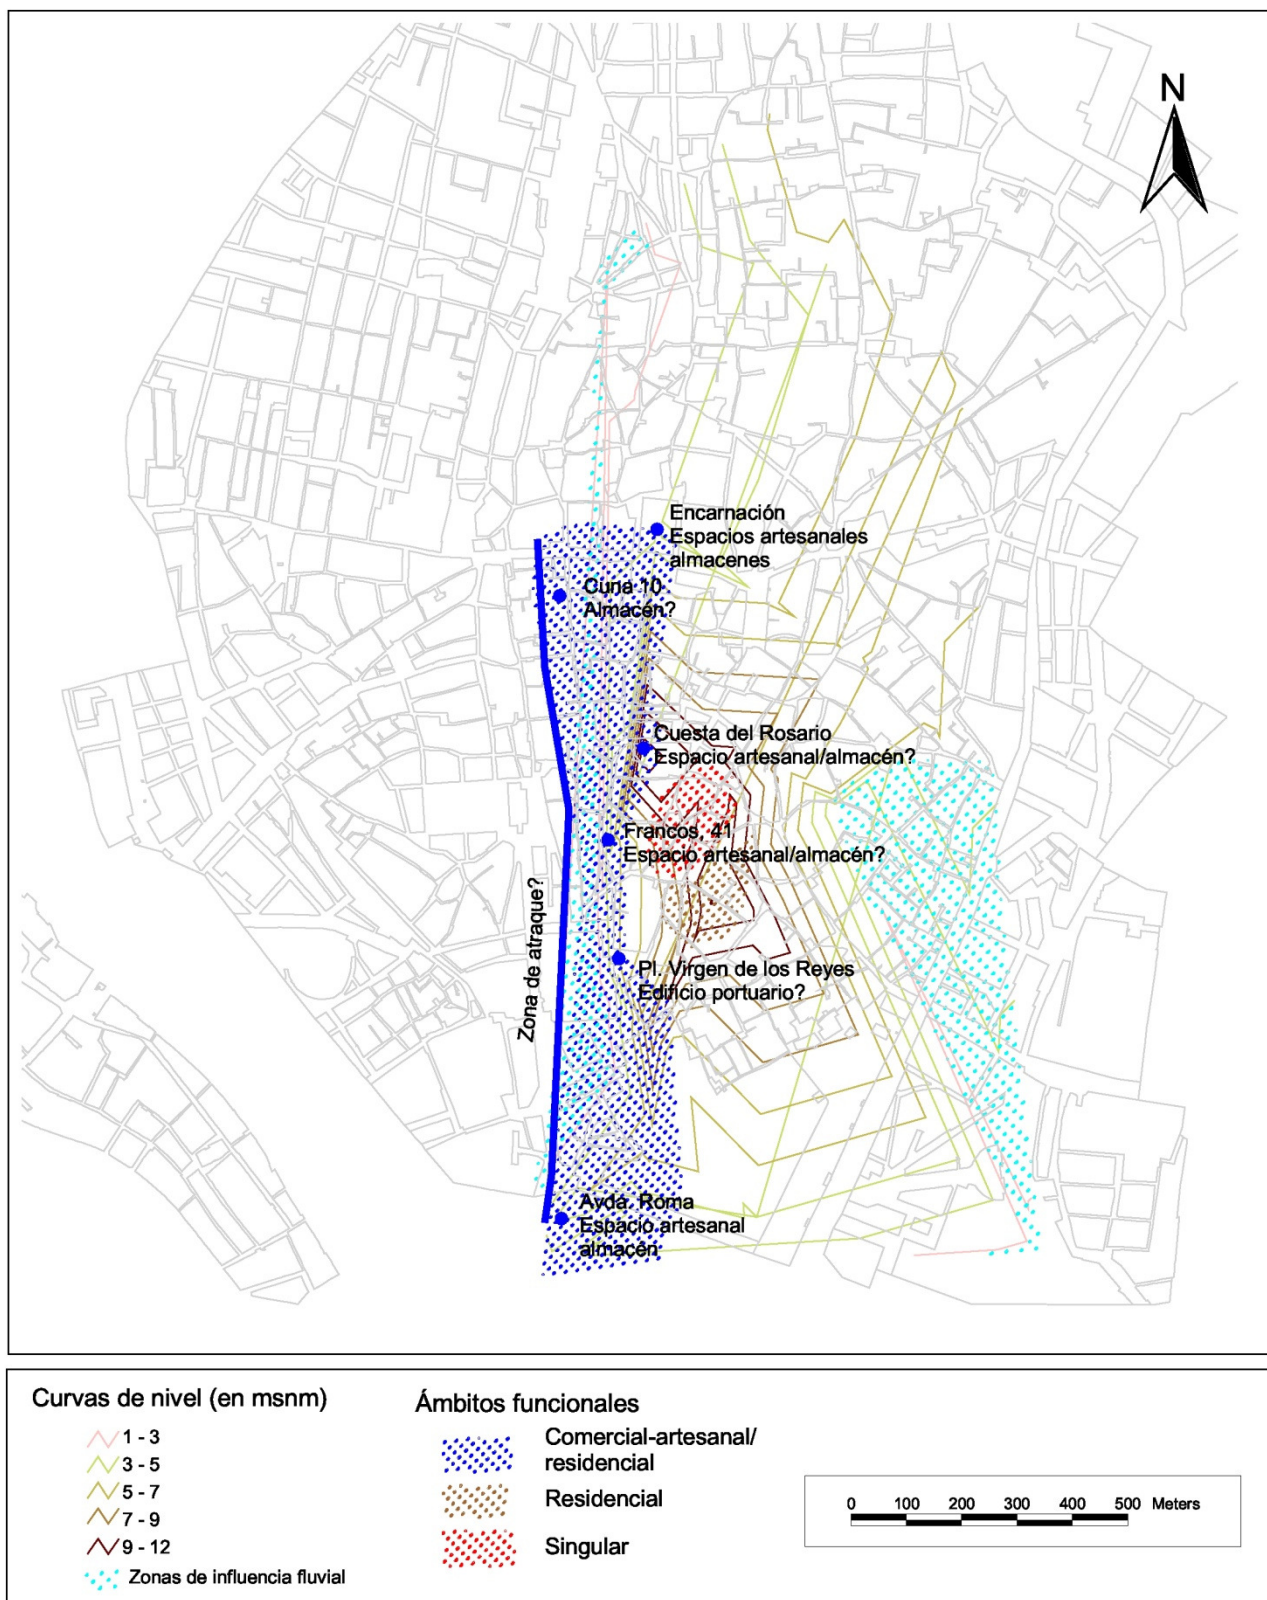 N
Encarnación
Espacios artesanales
almacenes
Cuna 10
Almacén?
Cuesta del Rosario
Espacio artesanal/almacén?
Francos, 41
Espacio artesanal/almacén?
Zona de atraque?
Pl. Virgen de los Reyes
Edificio portuario?
Avda. Roma
Espacio artesanal
almacén
Curvas de nivel (en msnm)
1 - 3
3 - 5
5 - 7
7 - 9
9 - 12
Zonas de influencia fluvial
Ámbitos funcionales
Comercial-artesanal/
residencial
Residencial
Singular
0 100 200 300 400 500 Meters